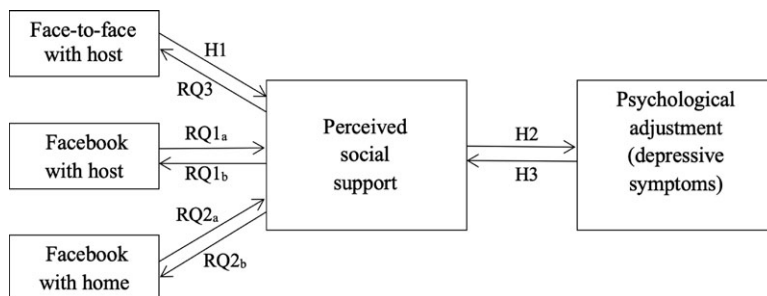 Face-to-face
with host
H1
RQ3
Facebook
with host
RQ1a
RQ1b
Facebook
with home
RQ2a
RQ2b
Perceived
social
support
H2
H3
Psychological
adjustment
(depressive
symptoms)